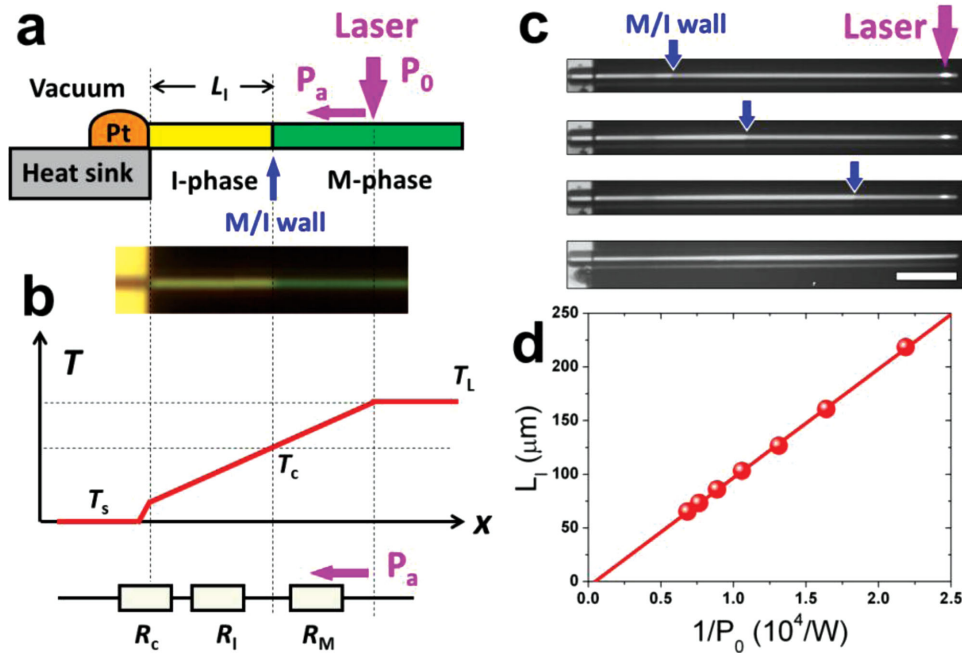 a
Vacuum
Pt
Heat sink
L_I
Laser
P_a
P_0
I-phase
M-phase
M/I wall
b
T
T_L
T_c
T_s
x
P_a
R_c
R_I
R_M
c
M/I wall
Laser
d
250
200
150
100
50
0
L_I (μm)
0.5
1.0
1.5
2.0
2.5
1/P_0 (10^4/W)